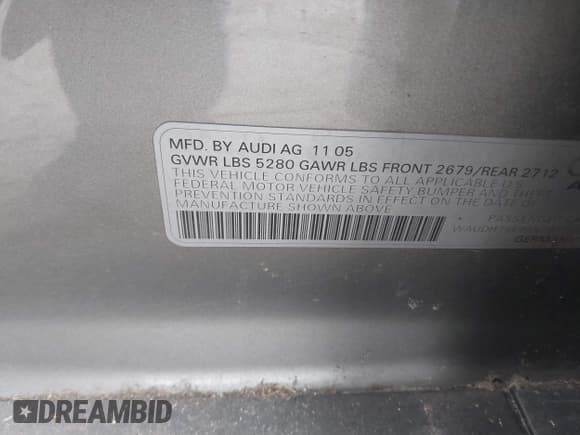 MFD. BY AUDI AG 11 05
GVWR LBS 5280 GAWR LBS FRONT 2679/REAR 2712
THIS VEHICLE CONFORMS TO ALL APPLICABLE U.S.
FEDERAL MOTOR VEHICLE SAFETY BUMPER AND THEFT
PREVENTION STANDARDS IN EFFECT ON THE DATE OF
MANUFACTURE SHOWN ABOVE
DREAMBID